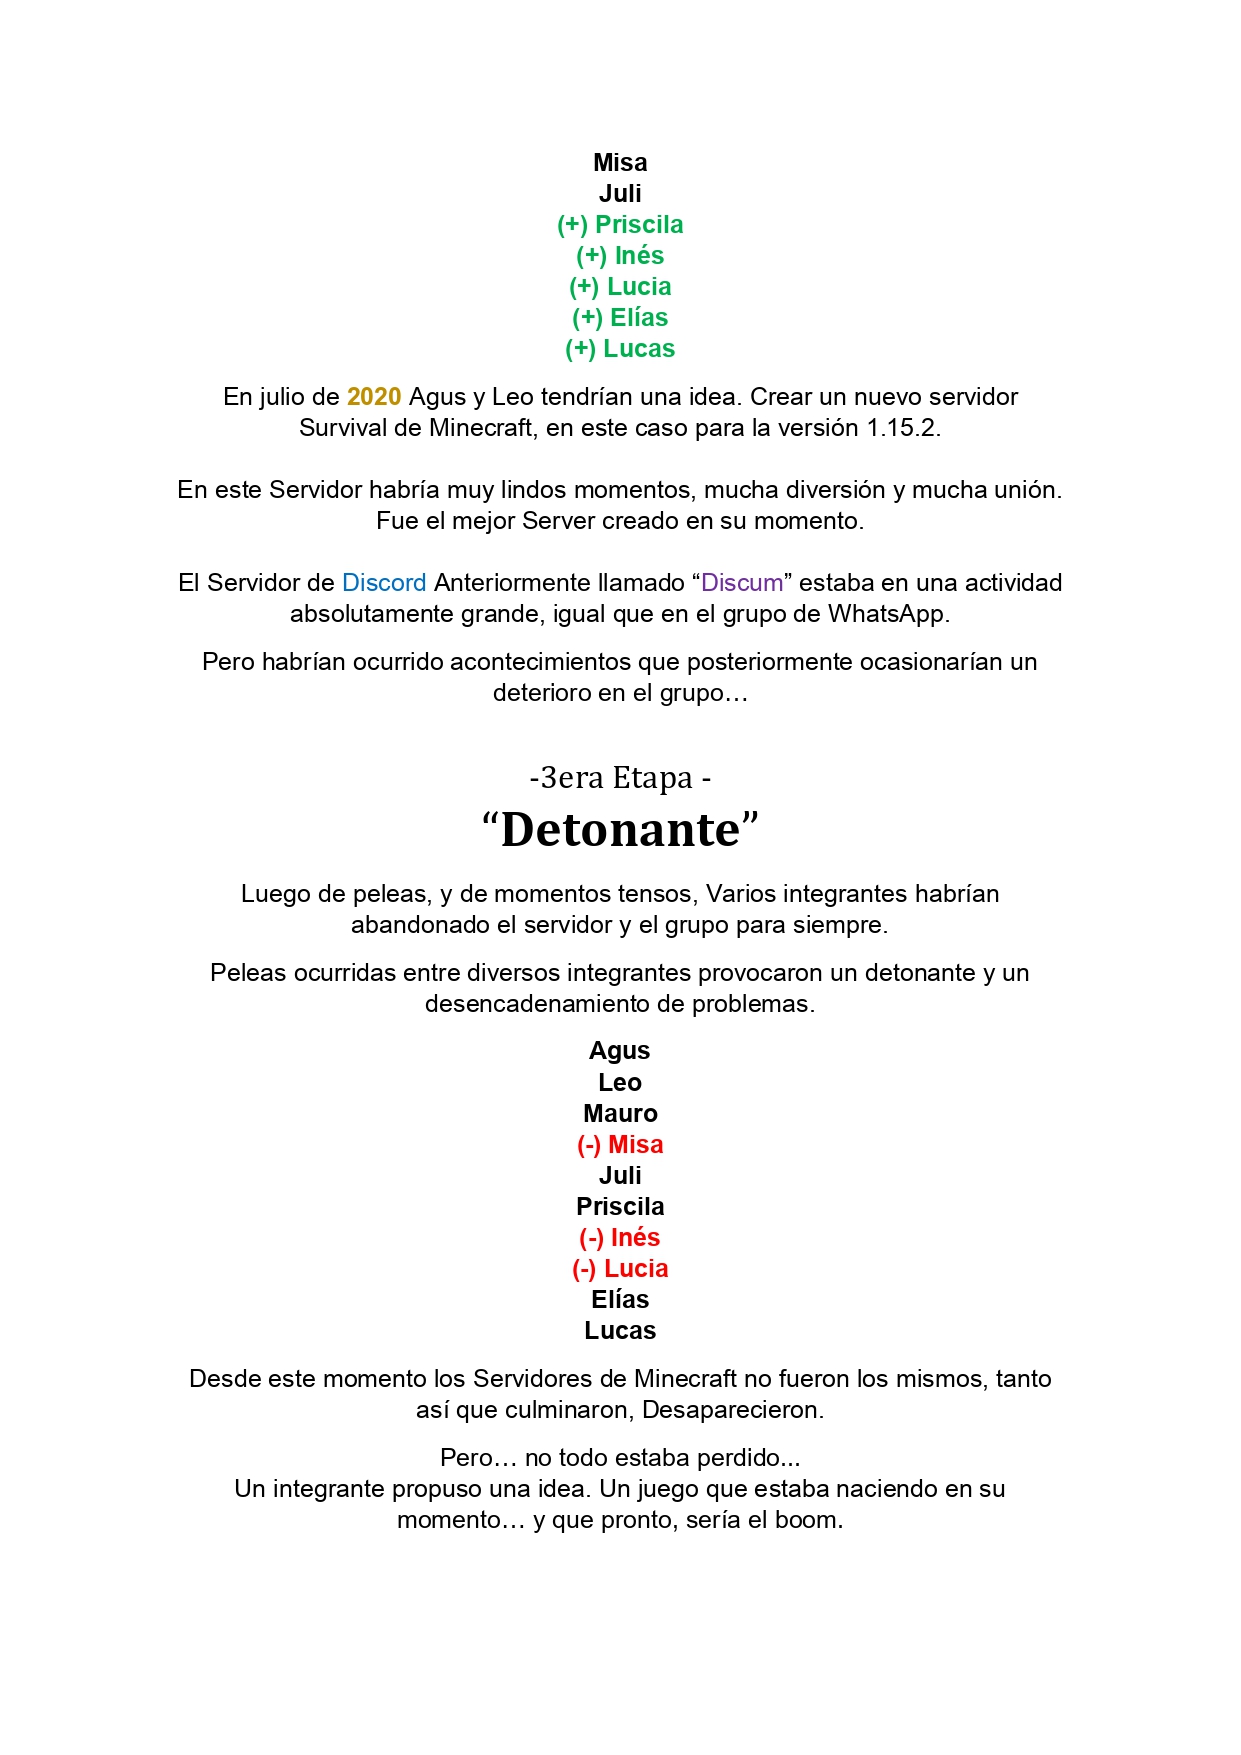 Misa
Juli
(+) Priscila
(+) Inés
(+) Lucia
(+) Elías
(+) Lucas
En julio de 2020 Agus y Leo tendrían una idea. Crear un nuevo servidor
Survival de Minecraft, en este caso para la versión 1.15.2.
En este Servidor habría muy lindos momentos, mucha diversión y mucha unión.
Fue el mejor Server creado en su momento.
El Servidor de Discord Anteriormente llamado “Discum” estaba en una actividad
absolutamente grande, igual que en el grupo de WhatsApp.
Pero habrían ocurrido acontecimientos que posteriormente ocasionarían un
deterioro en el grupo…
-3era Etapa -
“Detonante”
Luego de peleas, y de momentos tensos, Varios integrantes habrían
abandonado el servidor y el grupo para siempre.
Peleas ocurridas entre diversos integrantes provocaron un detonante y un
desencadenamiento de problemas.
Agus
Leo
Mauro
(-) Misa
Juli
Priscila
(-) Inés
(-) Lucia
Elías
Lucas
Desde este momento los Servidores de Minecraft no fueron los mismos, tanto
así que culminaron, Desaparecieron.
Pero… no todo estaba perdido...
Un integrante propuso una idea. Un juego que estaba naciendo en su
momento… y que pronto, sería el boom.